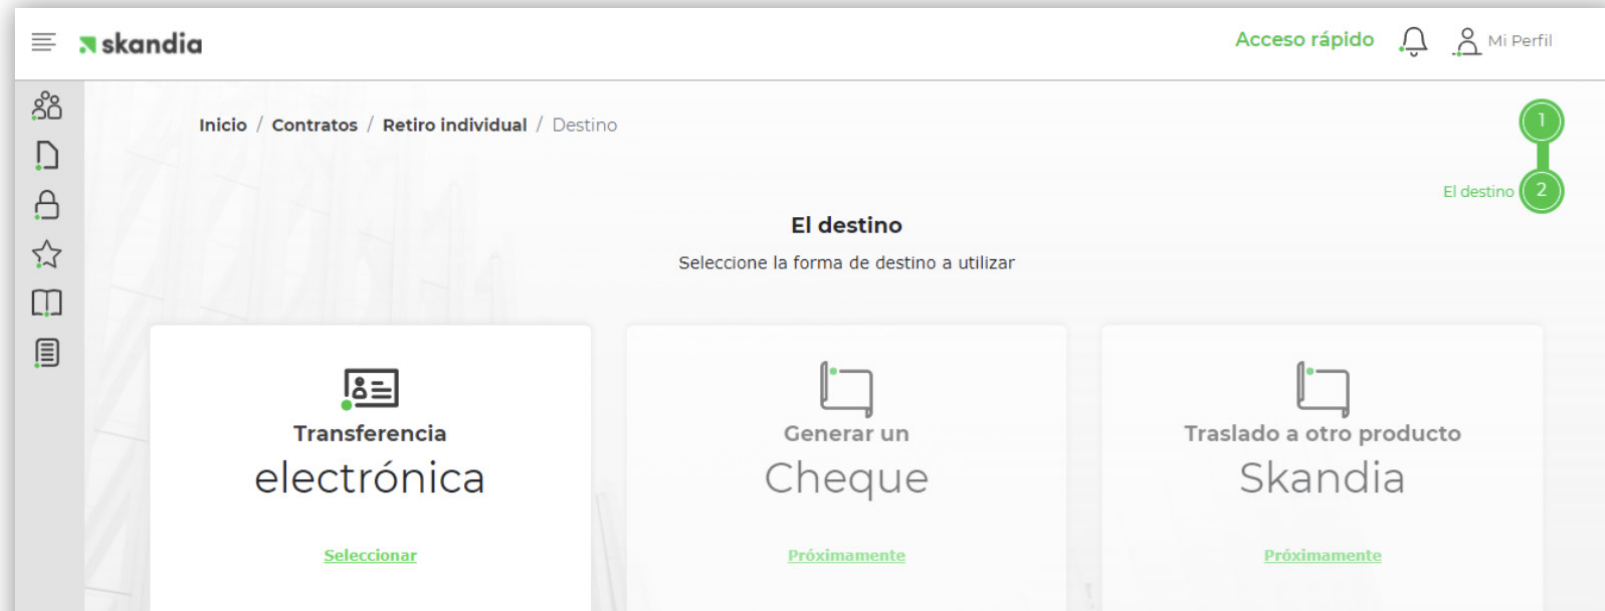 skandia
Acceso rápido
Mi Perfil
Inicio / Contratos / Retiro individual / Destino
1
El destino 2
El destino
Seleccione la forma de destino a utilizar
Transferencia
electrónica
Seleccionar
Generar un
Cheque
Próximamente
Traslado a otro producto
Skandia
Próximamente